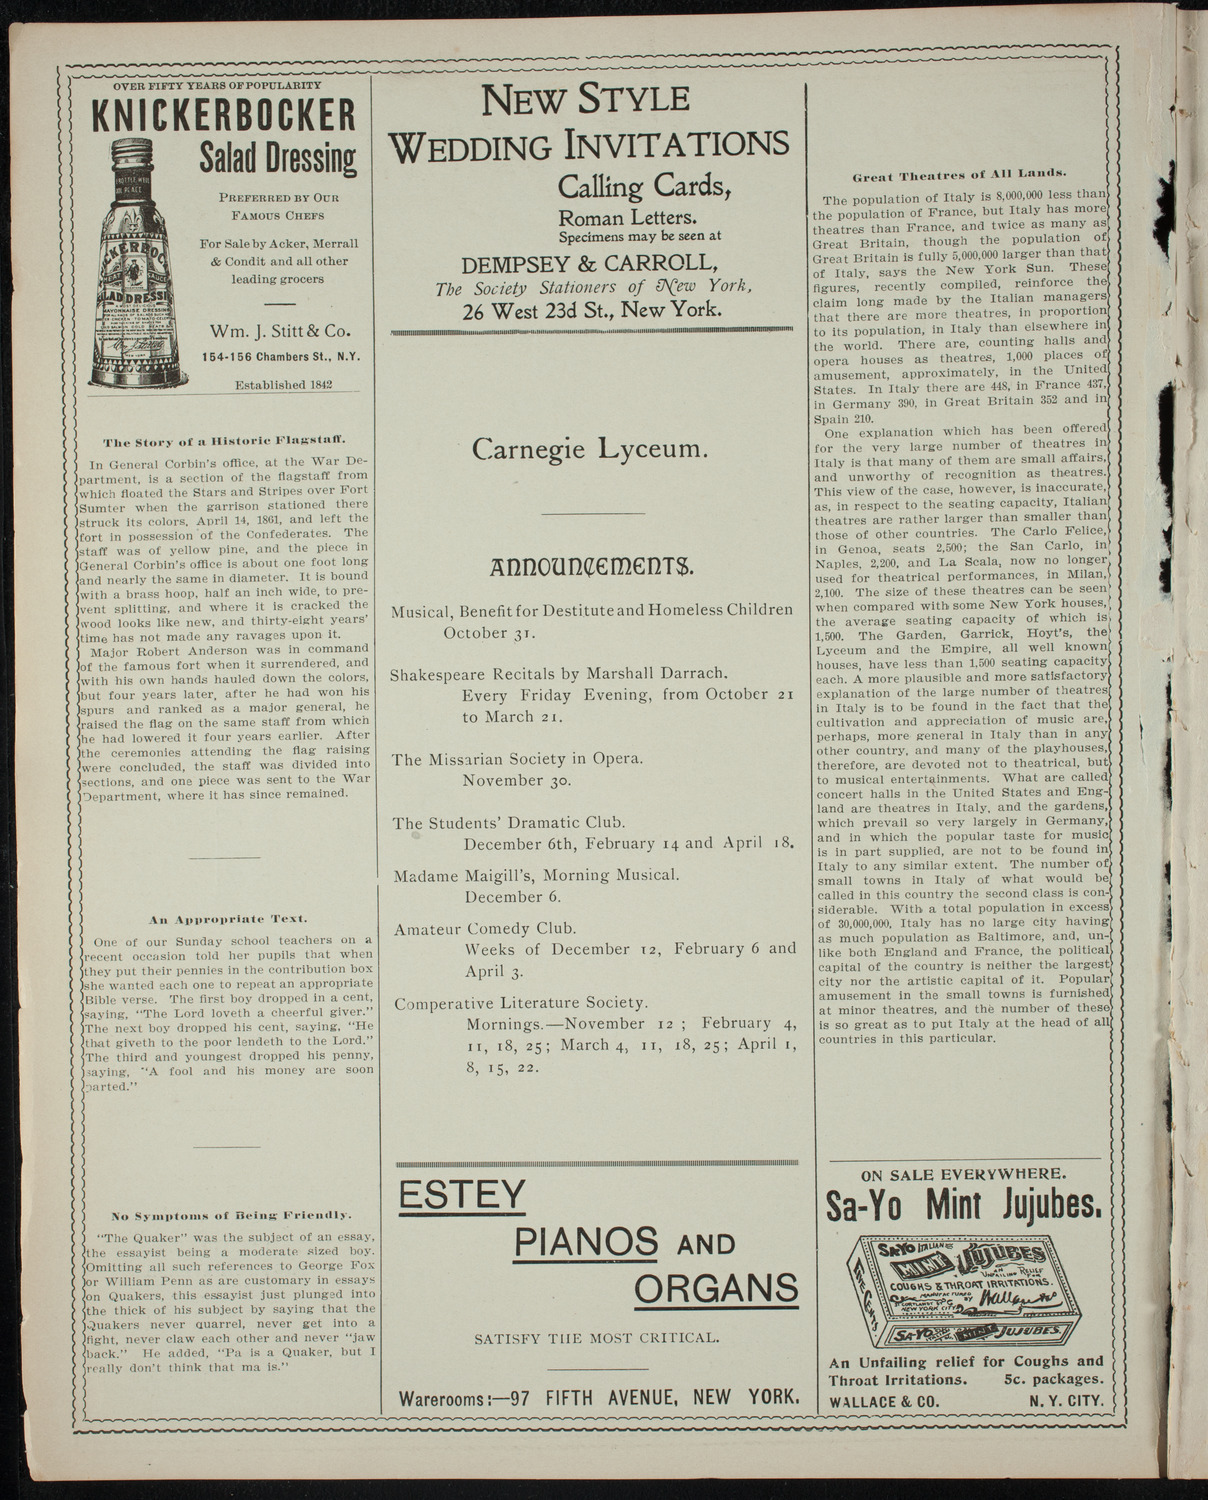 OVER FIFTY YEARS OF POPULARITY
KNICKERBOCKER
Salad Dressing
PREFERRED BY OUR
FAMOUS CHEFS
For Sale by Acker, Merrall
& Condit and all other
leading grocers
Wm. J. Stitt & Co.
154-156 Chambers St., N.Y.
Established 1842
SALAD DRESSING
MAYONNAISE DRESSING
The Story of a Historic Flagstaff.
In General Corbin's office, at the War De-
partment, is a section of the flagstaff from
which floated the Stars and Stripes over Fort
Sumter when the garrison stationed there
struck its colors, April 14, 1861, and left the
fort in possession of the Confederates. The
staff was of yellow pine, and the piece in
General Corbin's office is about one foot long
and nearly the same in diameter. It is bound
with a brass hoop, half an inch wide, to pre-
vent splitting, and where it is cracked the
wood looks like new, and thirty-eight years'
time has not made any ravages upon it.
Major Robert Anderson was in command
of the famous fort when it surrendered, and
with his own hands hauled down the colors,
but four years later, after he had won his
spurs and ranked as a major general, he
raised the flag on the same staff from which
he had lowered it four years earlier. After
the ceremonies attending the flag raising
were concluded, the staff was divided into
sections, and one piece was sent to the War
Department, where it has since remained.
An Appropriate Text.
One of our Sunday school teachers on a
recent occasion told her pupils that when
they put their pennies in the contribution box
she wanted each one to repeat an appropriate
Bible verse. The first boy dropped in a cent,
saying, "The Lord loveth a cheerful giver."
The next boy dropped his cent, saying, "He
that giveth to the poor lendeth to the Lord."
The third and youngest dropped his penny,
saying, "A fool and his money are soon
parted."
No Symptoms of Being Friendly.
"The Quaker" was the subject of an essay,
the essayist being a moderate sized boy.
Omitting all such references to George Fox
or William Penn as are customary in essays
on Quakers, this essayist just plunged into
the thick of his subject by saying that the
Quakers never quarrel, never get into a
fight, never claw each other and never "jaw
back." He added, "Pa is a Quaker, but I
really don't think that ma is."
NEW STYLE
WEDDING INVITATIONS
Calling Cards,
Roman Letters.
Specimens may be seen at
DEMPSEY & CARROLL,
The Society Stationers of New York,
26 West 23d St., New York.
Carnegie Lyceum.
ANNOUNCEMENTS.
Musical, Benefit for Destitute and Homeless Children
October 31.
Shakespeare Recitals by Marshall Darrach.
Every Friday Evening, from October 21
to March 21.
The Missarian Society in Opera.
November 30.
The Students' Dramatic Club.
December 6th, February 14 and April 18.
Madame Maigill's, Morning Musical.
December 6.
Amateur Comedy Club.
Weeks of December 12, February 6 and
April 3.
Comperative Literature Society.
Mornings.—November 12 ; February 4,
11, 18, 25; March 4, 11, 18, 25; April 1,
8, 15, 22.
ESTEY
PIANOS AND
ORGANS
SATISFY THE MOST CRITICAL.
Warerooms:—97 FIFTH AVENUE, NEW YORK.
Great Theatres of All Lands.
The population of Italy is 8,000,000 less than
the population of France, but Italy has more
theatres than France, and twice as many as
Great Britain, though the population of
Great Britain is fully 5,000,000 larger than that
of Italy, says the New York Sun. These
figures, recently compiled, reinforce the
claim long made by the Italian managers
that there are more theatres, in proportion
to its population, in Italy than elsewhere in
the world. There are, counting halls and
opera houses as theatres, 1,000 places of
amusement, approximately, in the United
States. In Italy there are 448, in France 437,
in Germany 390, in Great Britain 352 and in
Spain 210.
One explanation which has been offered
for the very large number of theatres in
Italy is that many of them are small affairs,
and unworthy of recognition as theatres.
This view of the case, however, is inaccurate,
as, in respect to the seating capacity, Italian
theatres are rather larger than smaller than
those of other countries. The Carlo Felice,
in Genoa, seats 2,500; the San Carlo, in
Naples, 2,200, and La Scala, now no longer
used for theatrical performances, in Milan,
2,100. The size of these theatres can be seen
when compared with some New York houses,
the average seating capacity of which is
1,500. The Garden, Garrick, Hoyt's, the
Lyceum and the Empire, all well known
houses, have less than 1,500 seating capacity
each. A more plausible and more satisfactory
explanation of the large number of theatres
in Italy is to be found in the fact that the
cultivation and appreciation of music are,
perhaps, more general in Italy than in any
other country, and many of the playhouses,
therefore, are devoted not to theatrical, but
to musical entertainments. What are called
concert halls in the United States and Eng-
land are theatres in Italy, and the gardens,
which prevail so very largely in Germany,
and in which the popular taste for music
is in part supplied, are not to be found in
Italy to any similar extent. The number of
small towns in Italy of what would be
called in this country the second class is con-
siderable. With a total population in excess
of 30,000,000, Italy has no large city having
as much population as Baltimore, and, un-
like both England and France, the political
capital of the country is neither the largest
city nor the artistic capital of it. Popular
amusement in the small towns is furnished
at minor theatres, and the number of these
is so great as to put Italy at the head of all
countries in this particular.
ON SALE EVERYWHERE.
Sa-Yo Mint Jujubes.
SA-YO ITALIAN
MINT JUJUBES
AN
UNFAILING RELIEF
FOR
COUGHS & THROAT IRRITATIONS.
MANUFACTURED
BY
NEW YORK CITY
Wallace & Co
FIVE CENTS
SA-YO MINT JUJUBES.
An Unfailing relief for Coughs and
Throat Irritations. 5c. packages.
WALLACE & CO. N. Y. CITY.